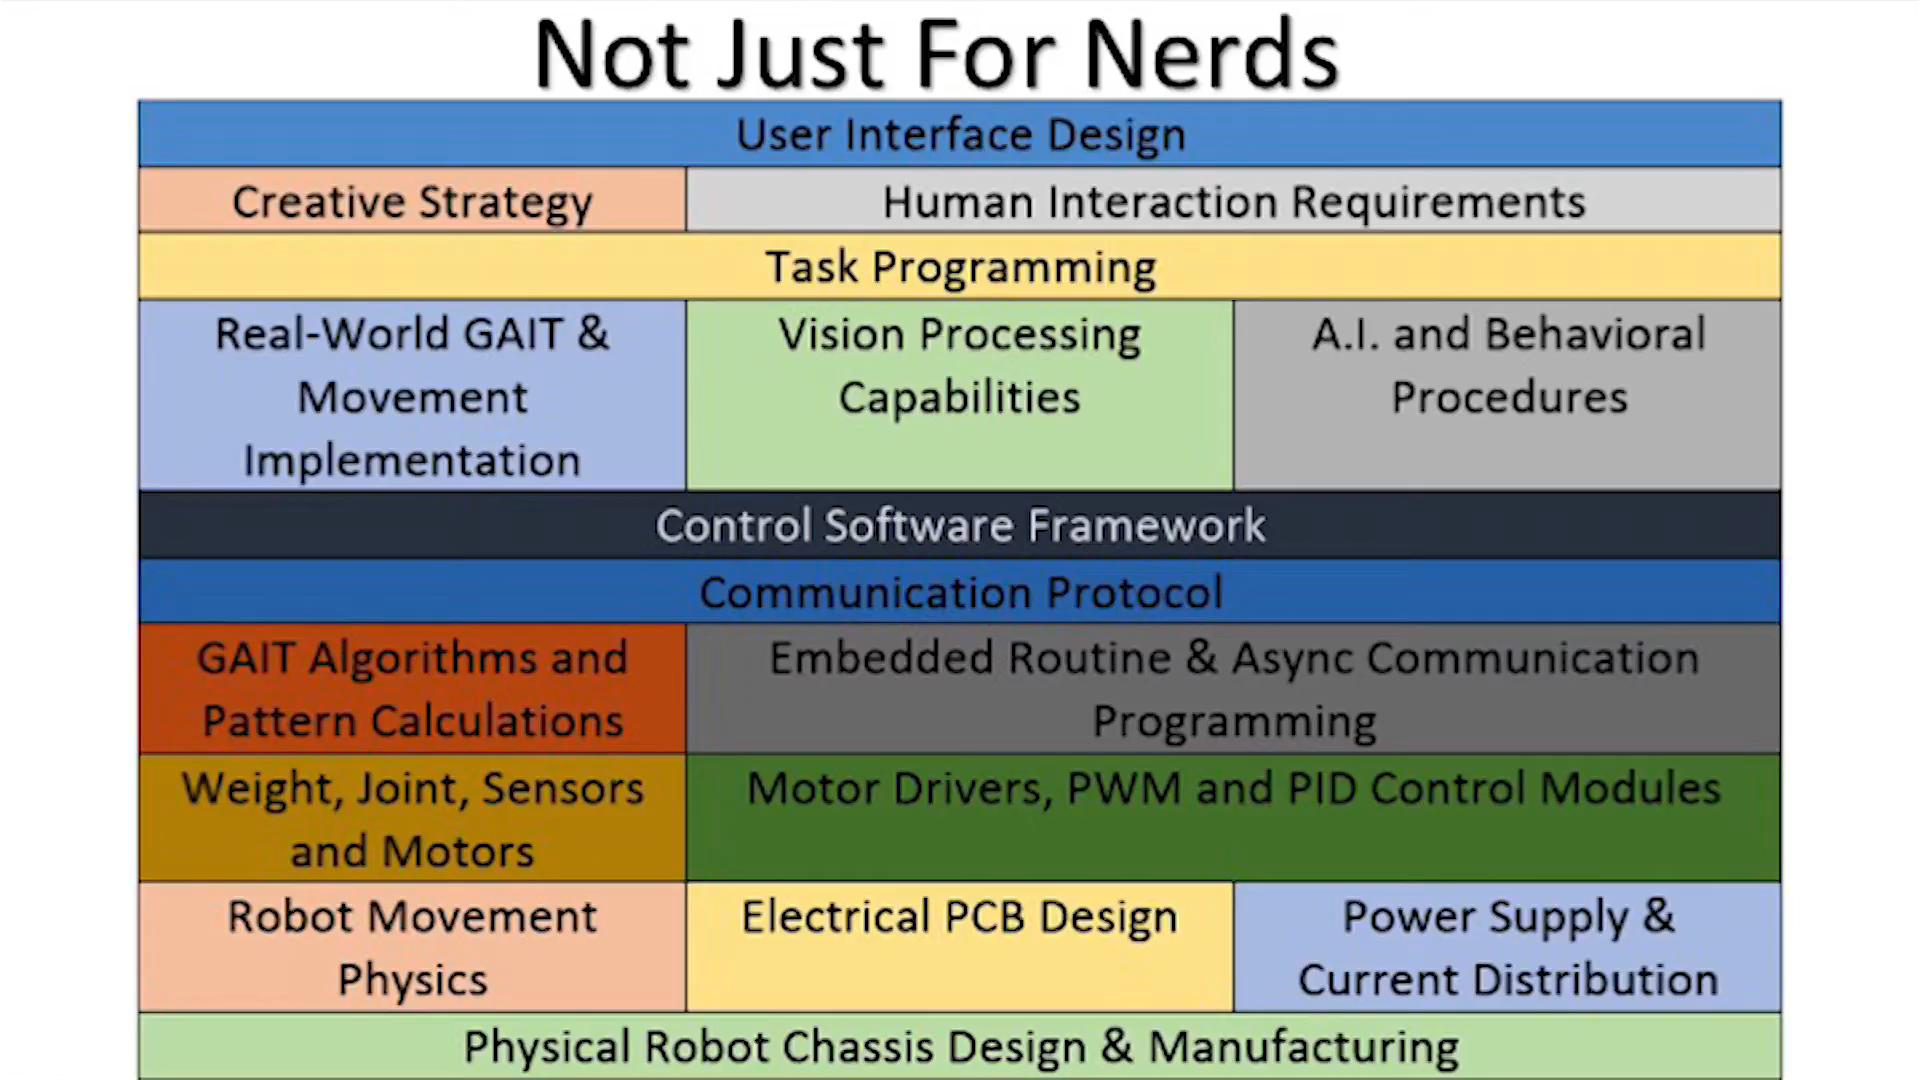 Not Just For Nerds
User Interface Design
Creative Strategy
Human Interaction Requirements
Task Programming
Real-World GAIT &
Movement
Implementation
Vision Processing
Capabilities
A.I. and Behavioral
Procedures
Control Software Framework
Communication Protocol
GAIT Algorithms and
Pattern Calculations
Embedded Routine & Async Communication
Programming
Weight, Joint, Sensors
and Motors
Motor Drivers, PWM and PID Control Modules
Robot Movement
Physics
Electrical PCB Design
Power Supply &
Current Distribution
Physical Robot Chassis Design & Manufacturing